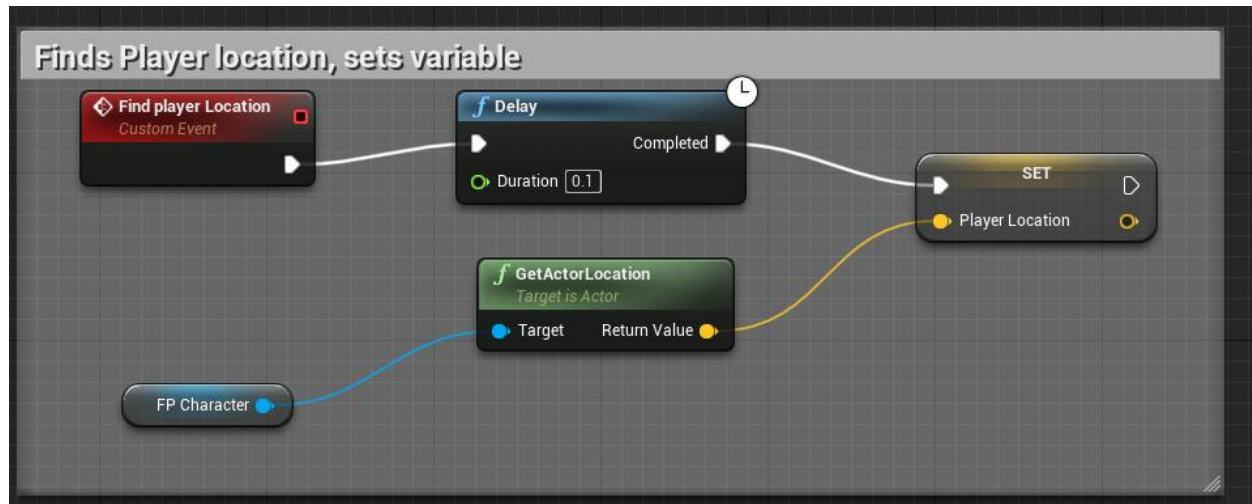 Finds Player location, sets variable
Find player Location
Custom Event
f Delay
Completed
Duration 0.1
SET
Player Location
f GetActorLocation
Target is Actor
Target Return Value
FP Character